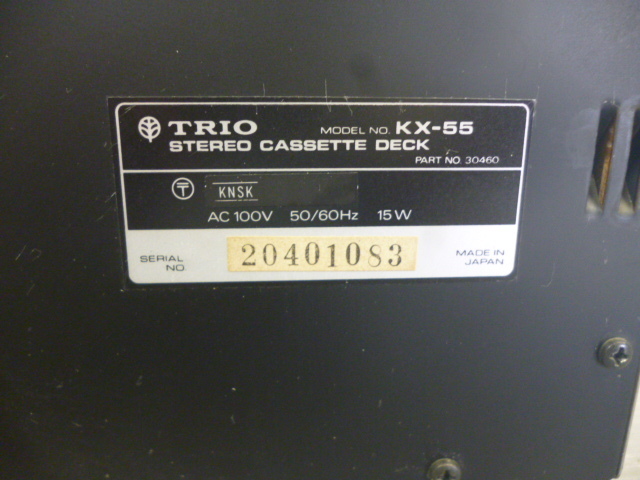 TRIO MODEL NO. KX-55
STEREO CASSETTE DECK
PART NO. 30460
〒 KNSK
AC 100V 50/60Hz 15W
SERIAL NO. 20401083 MADE IN JAPAN